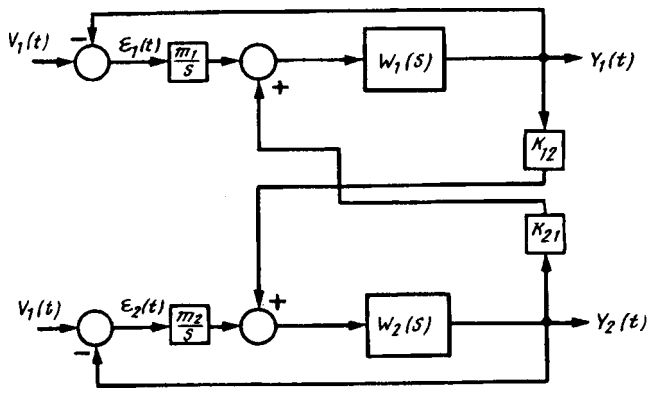 V₁(t)
−
ε₁(t)
m₁/s
+
W₁(s)
Y₁(t)
K₁₂
K₂₁
V₁(t)
−
ε₂(t)
m₂/s
+
W₂(s)
Y₂(t)